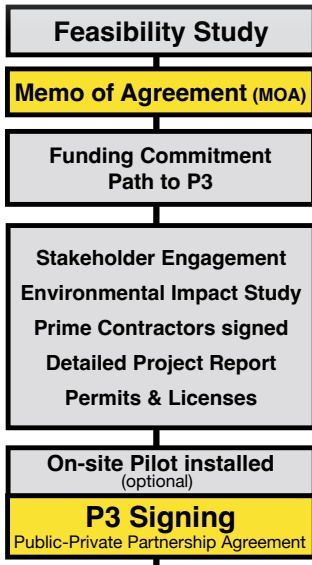 Feasibility Study
Memo of Agreement (MOA)
Funding Commitment
Path to P3
Stakeholder Engagement
Environmental Impact Study
Prime Contractors signed
Detailed Project Report
Permits & Licenses
On-site Pilot installed
(optional)
P3 Signing
Public-Private Partnership Agreement